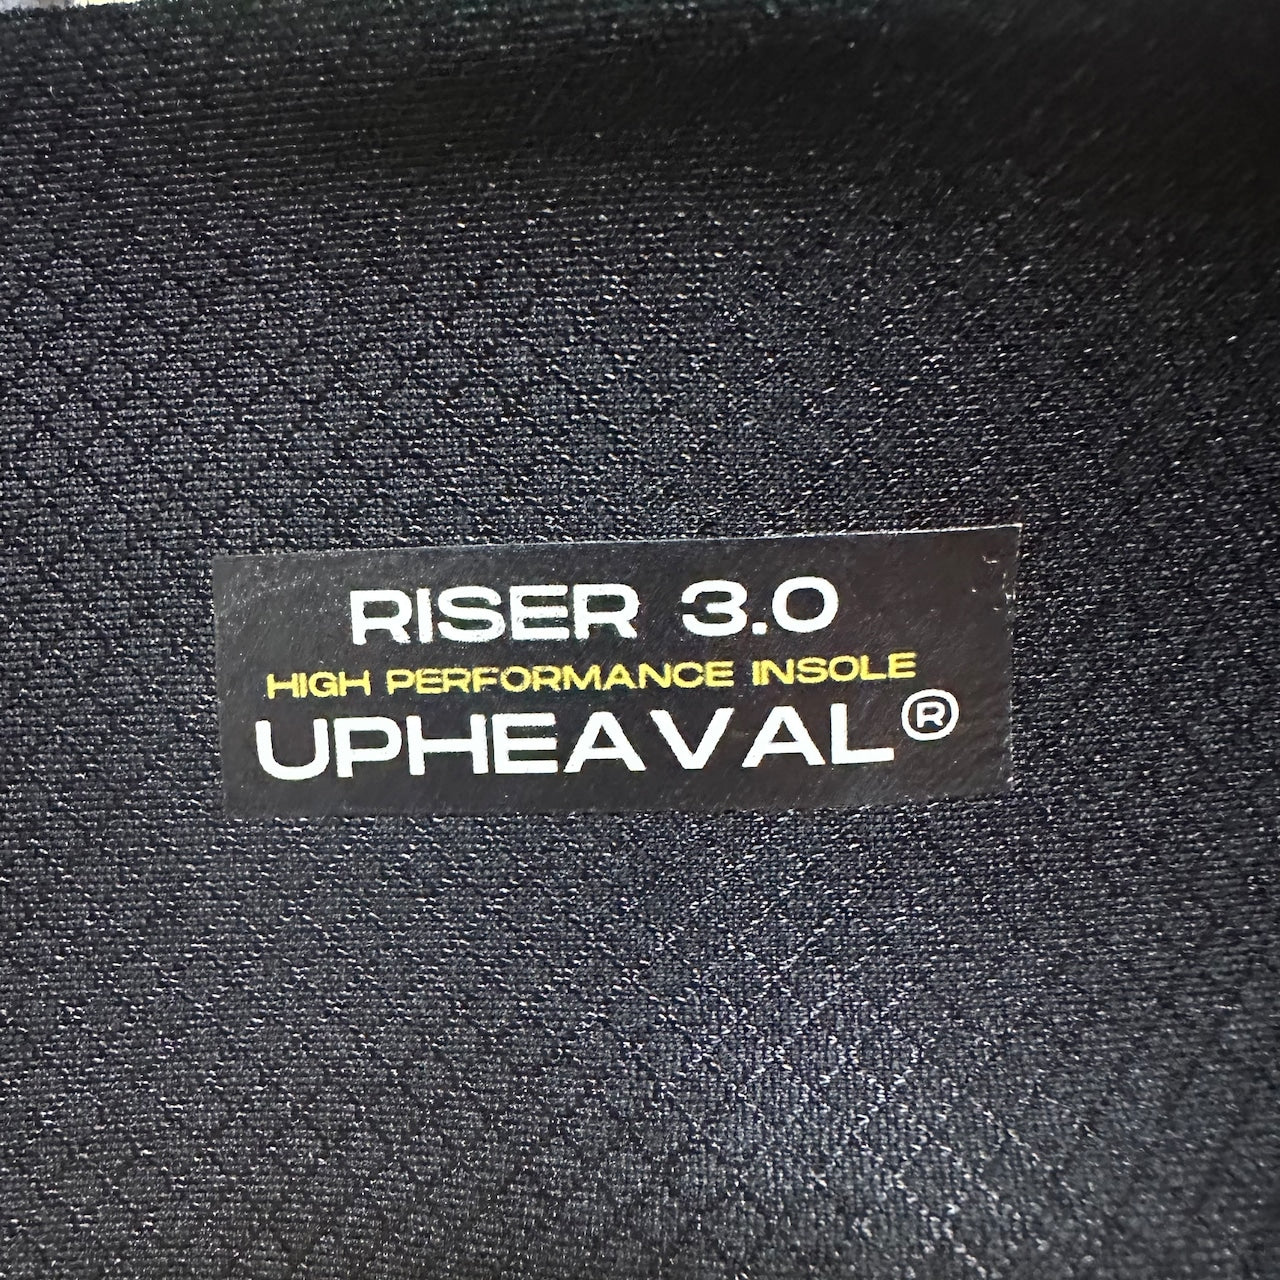 RISER 3.0
HIGH PERFORMANCE INSOLE
UPHEAVAL®